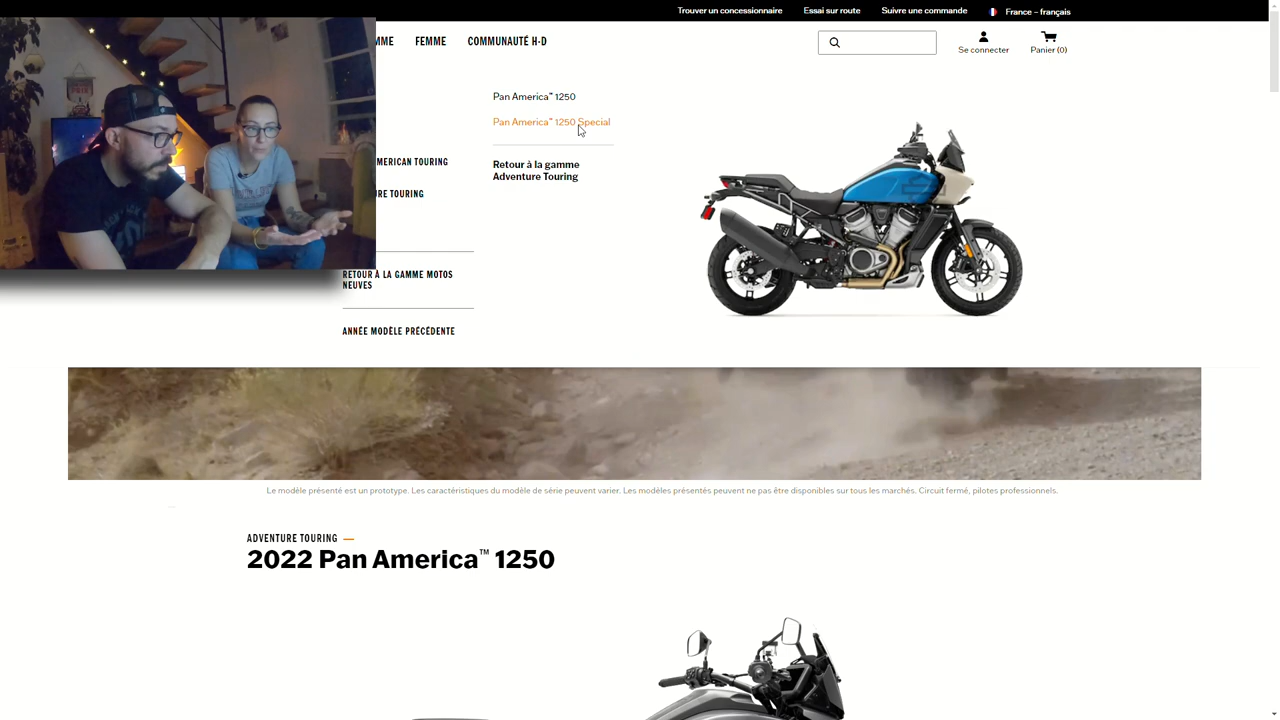 Trouver un concessionnaire
Essai sur route
Suivre une commande
France – français
MME
FEMME
COMMUNAUTÉ H-D
Se connecter
Panier (0)
Pan America™ 1250
Pan America™ 1250 Special
Retour à la gamme
Adventure Touring
MERICAN TOURING
RE TOURING
RETOUR À LA GAMME MOTOS
NEUVES
ANNÉE MODÈLE PRÉCÉDENTE
Le modèle présenté est un prototype. Les caractéristiques du modèle de série peuvent varier. Les modèles présentés peuvent ne pas être disponibles sur tous les marchés. Circuit fermé, pilotes professionnels.
ADVENTURE TOURING
2022 Pan America™ 1250